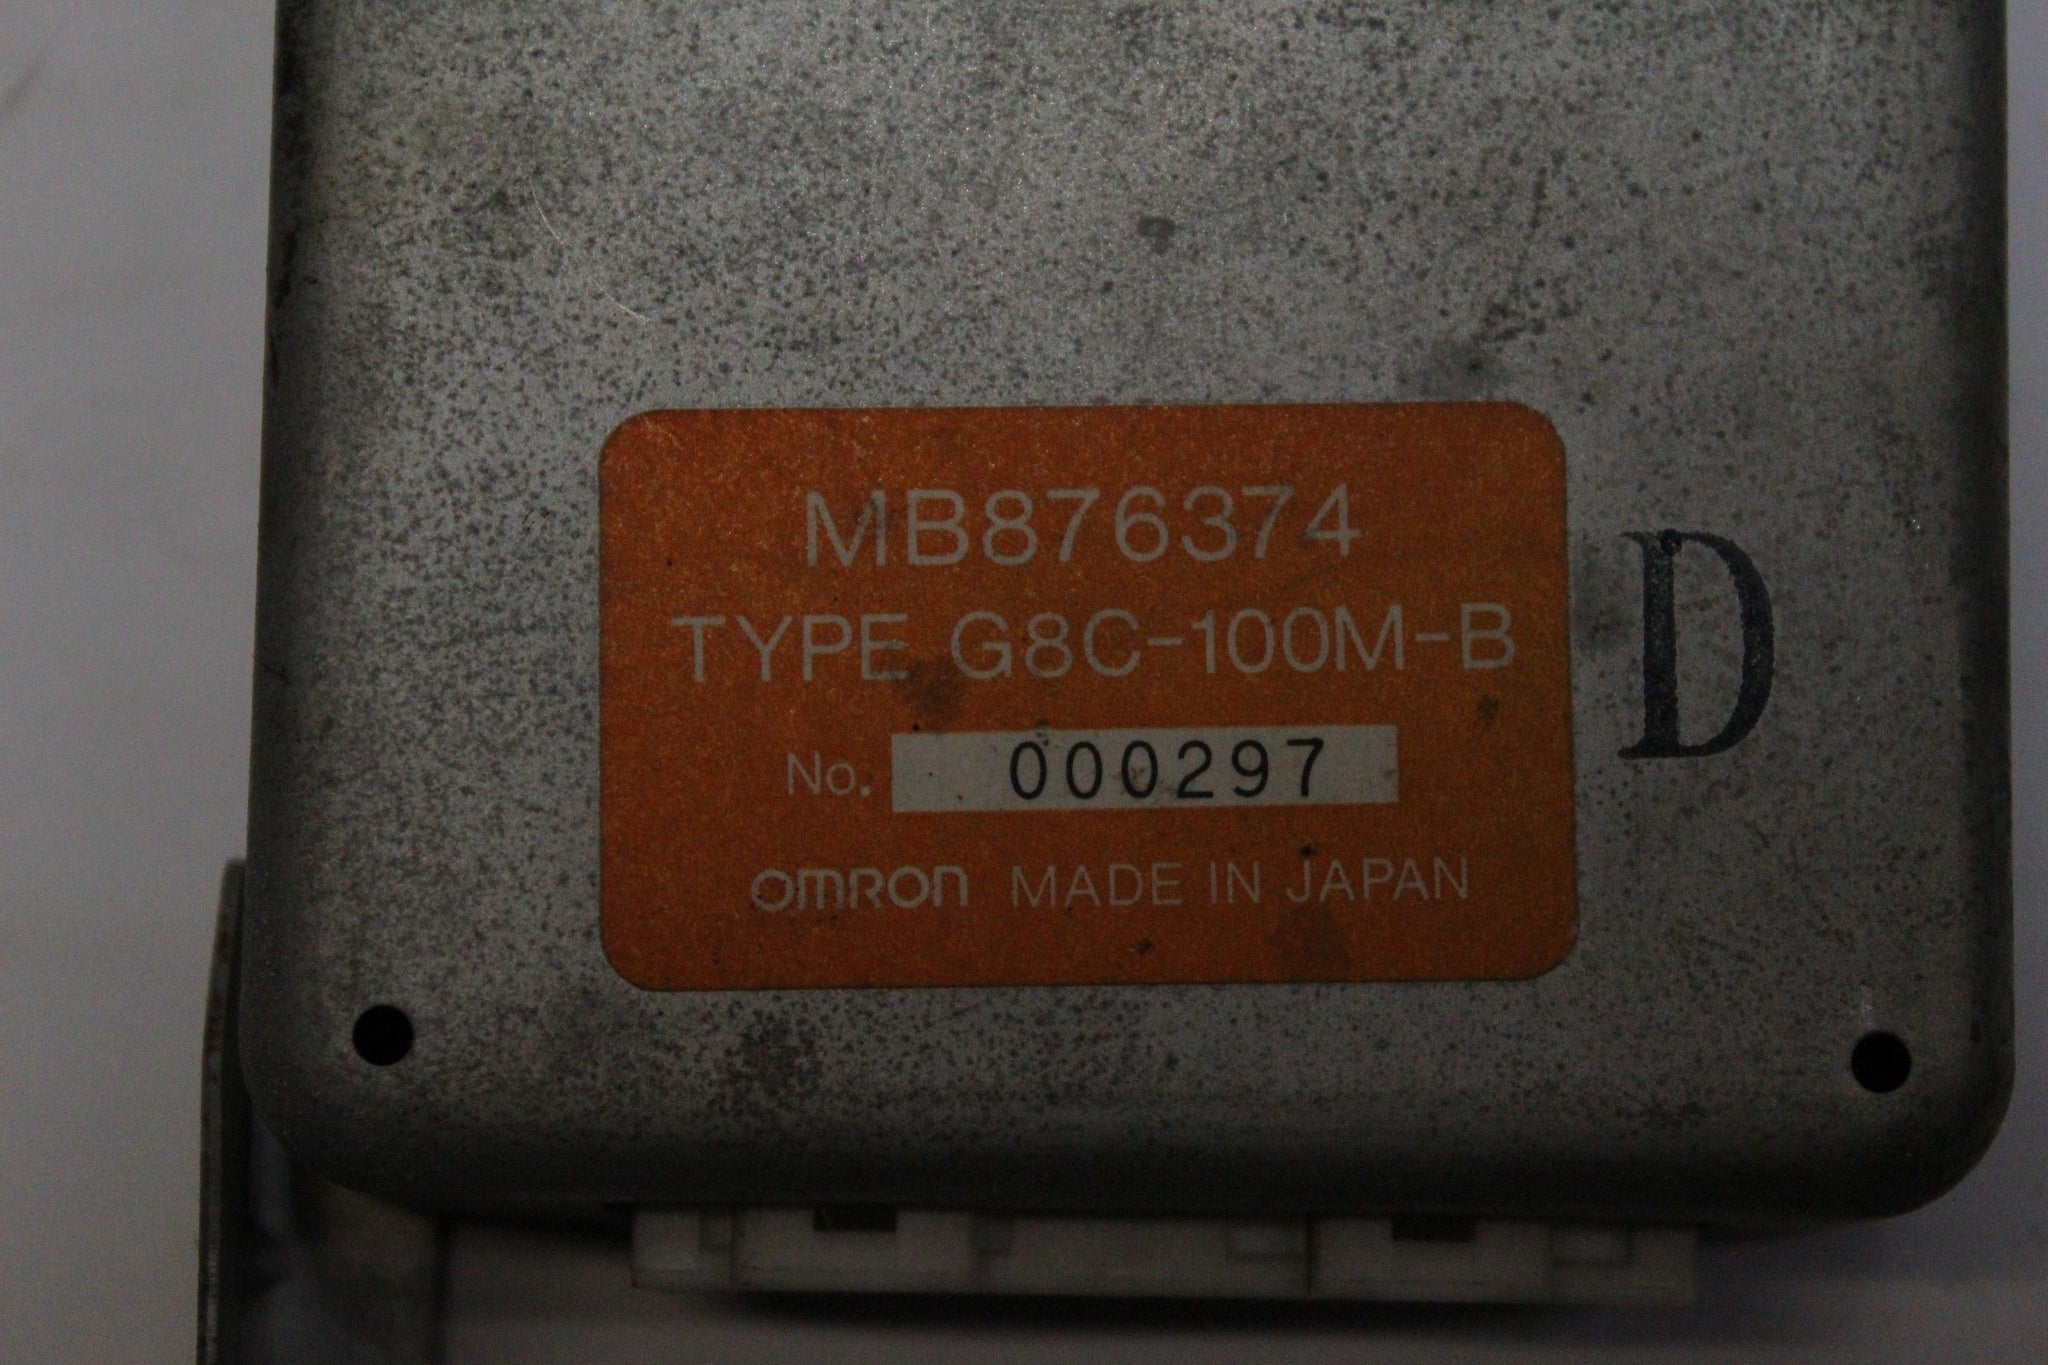 MB876374
TYPE G8C-100M-B
D
No. 000297
omRon MADE IN JAPAN